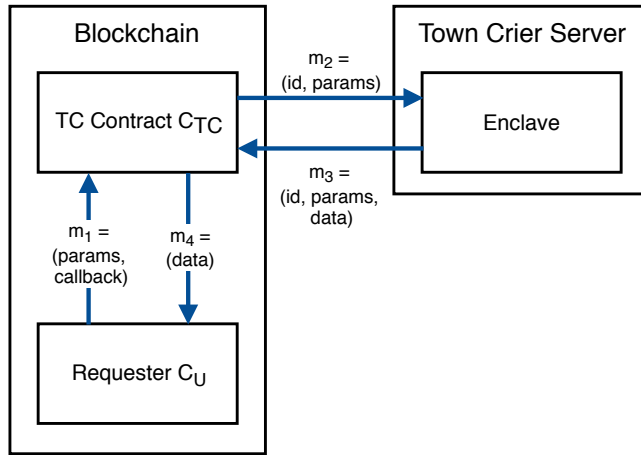 Blockchain
Town Crier Server
m2 =
(id, params)
TC Contract CTC
Enclave
m3 =
(id, params,
data)
m1 =
(params,
callback)
m4 =
(data)
Requester CU